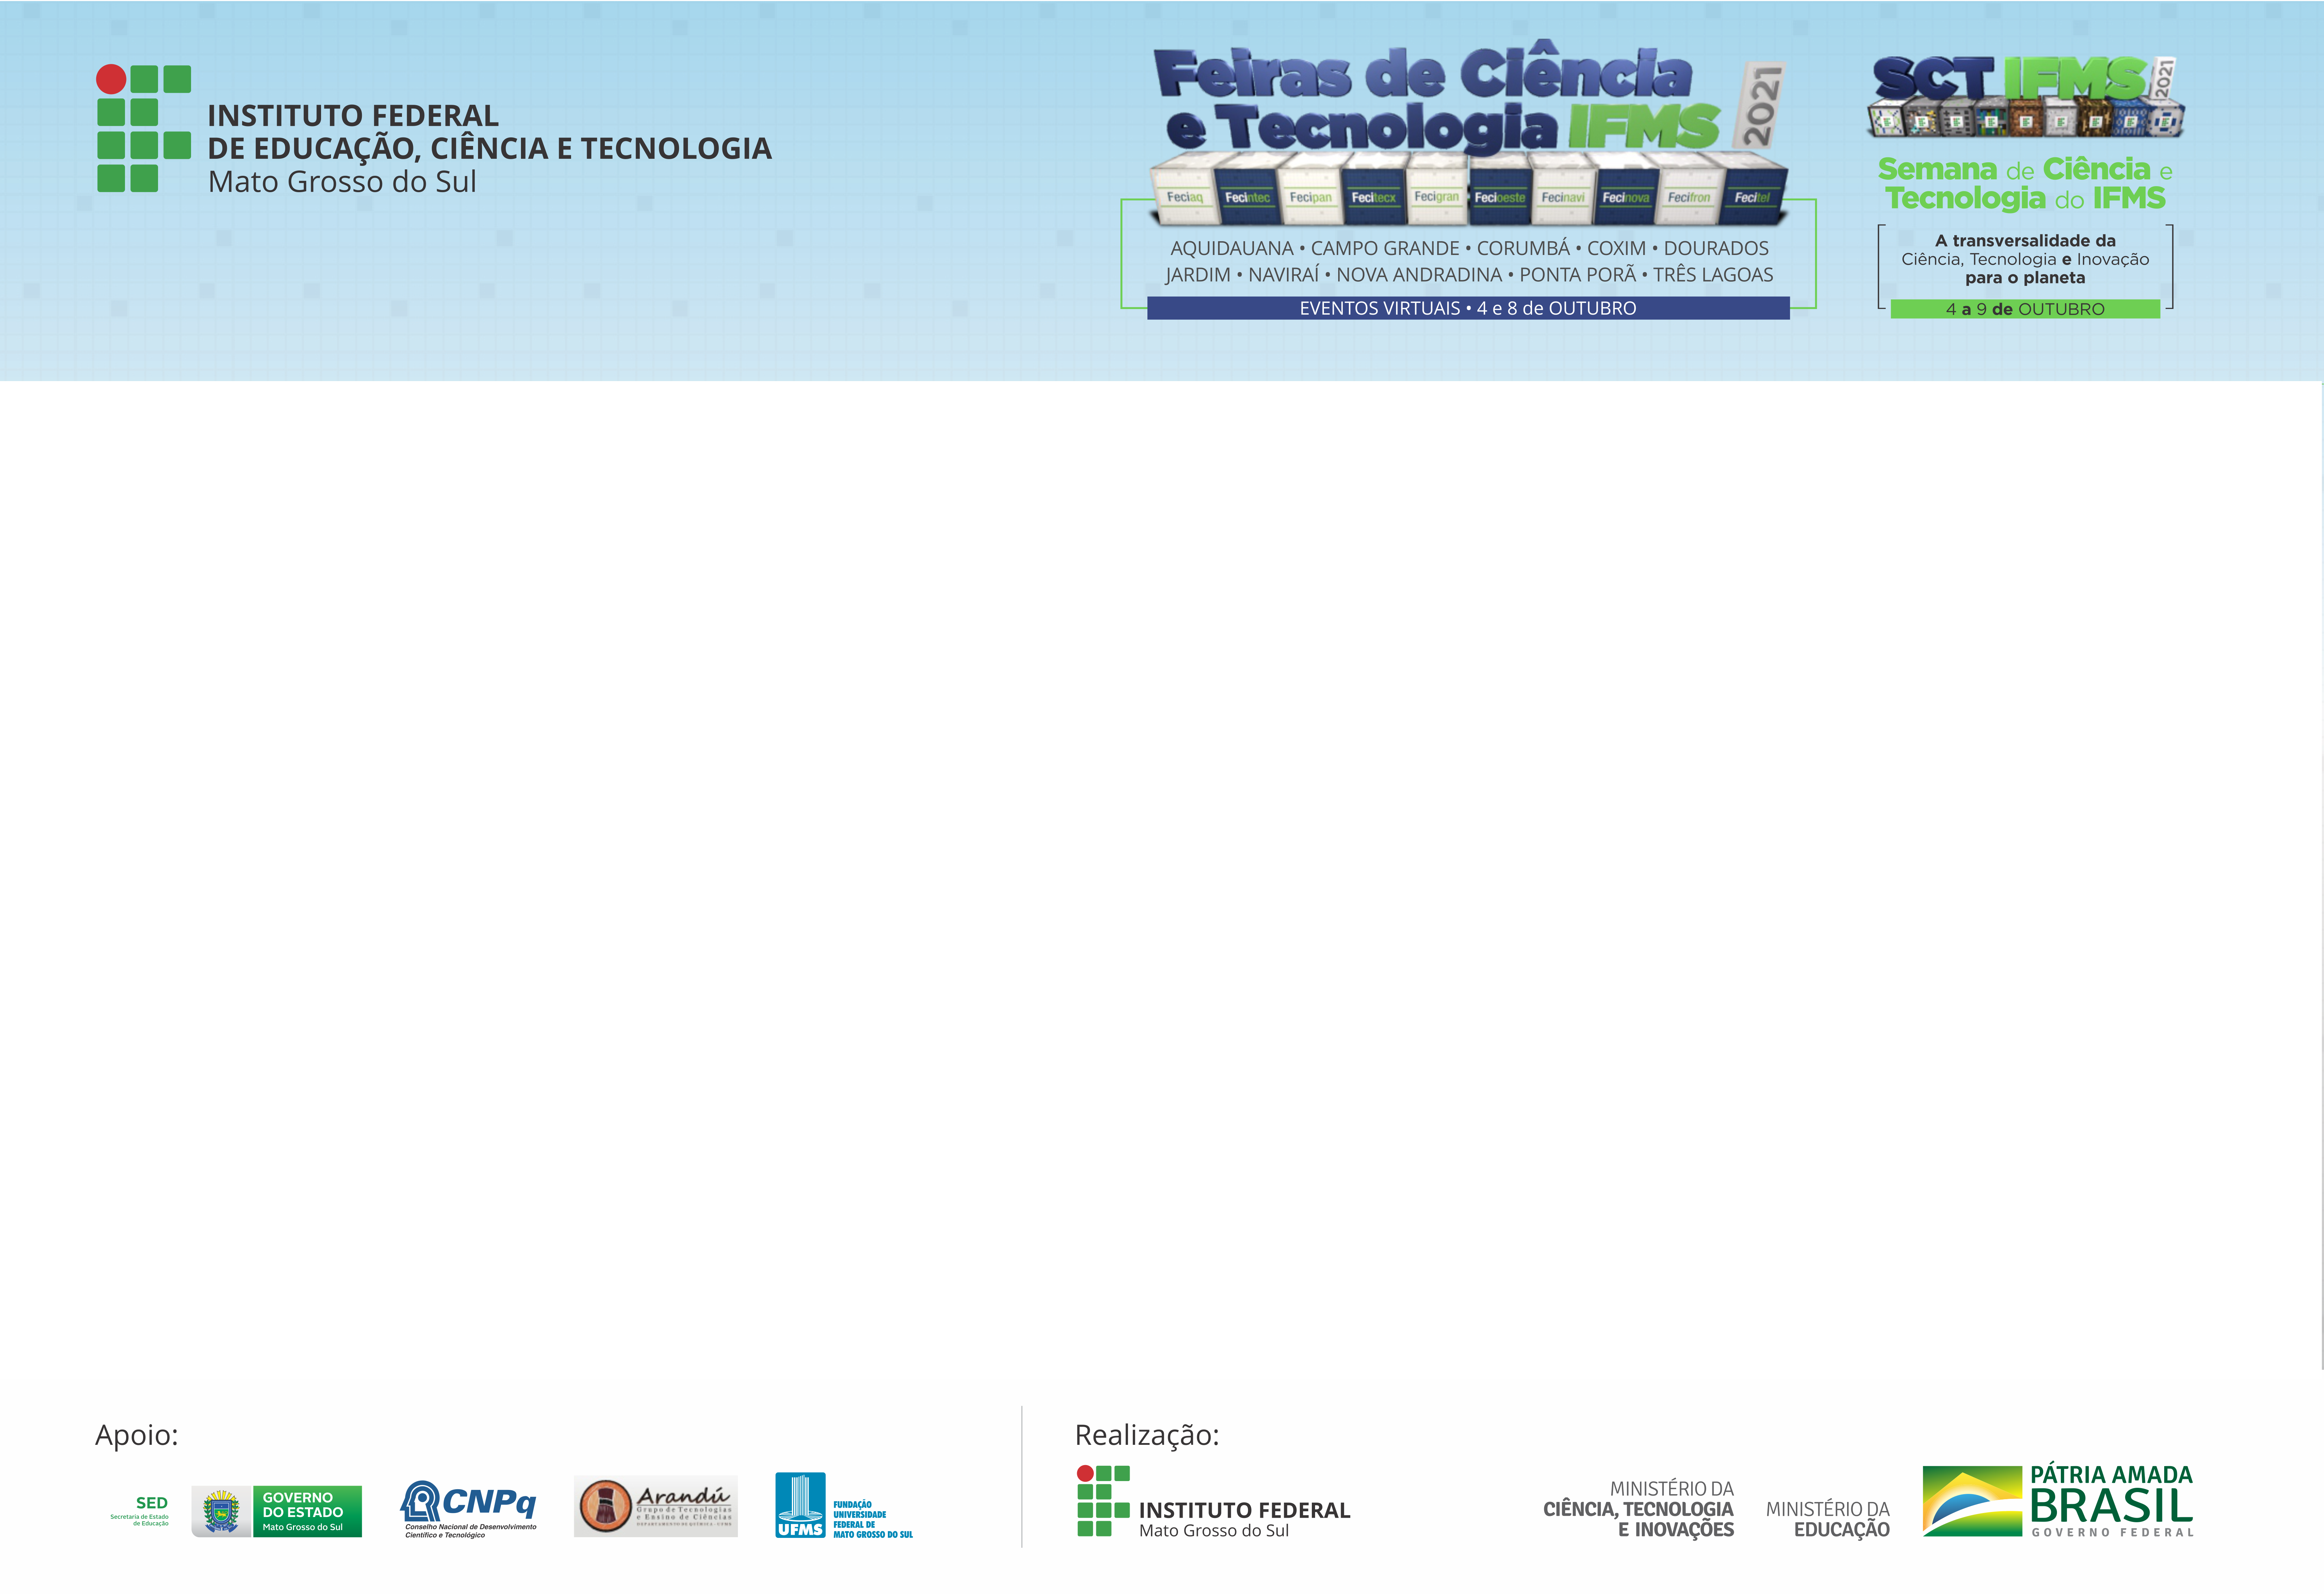 INSTITUTO FEDERAL
DE EDUCAÇÃO, CIÊNCIA E TECNOLOGIA
Mato Grosso do Sul
Feiras de Ciência
e Tecnologia IFMS
2021
Feciaq Fecintec Fecipan Fecitecx Fecigran Fecioeste Fecinavi Fecinova Fecifron Fecitel
AQUIDAUANA • CAMPO GRANDE • CORUMBÁ • COXIM • DOURADOS
JARDIM • NAVIRAÍ • NOVA ANDRADINA • PONTA PORÃ • TRÊS LAGOAS
EVENTOS VIRTUAIS • 4 e 8 de OUTUBRO
SCT IFMS
2021
Semana de Ciência e
Tecnologia do IFMS
A transversalidade da
Ciência, Tecnologia e Inovação
para o planeta
4 a 9 de OUTUBRO
Apoio:
SED
Secretaria de Estado
de Educação
GOVERNO
DO ESTADO
Mato Grosso do Sul
CNPq
Conselho Nacional de Desenvolvimento
Científico e Tecnológico
Arandú
Grupo de Tecnologias
e Ensino de Ciências
DEPARTAMENTO DE QUÍMICA - UFMS
UFMS
FUNDAÇÃO
UNIVERSIDADE
FEDERAL DE
MATO GROSSO DO SUL
Realização:
INSTITUTO FEDERAL
Mato Grosso do Sul
MINISTÉRIO DA
CIÊNCIA, TECNOLOGIA
E INOVAÇÕES
MINISTÉRIO DA
EDUCAÇÃO
PÁTRIA AMADA
BRASIL
GOVERNO FEDERAL